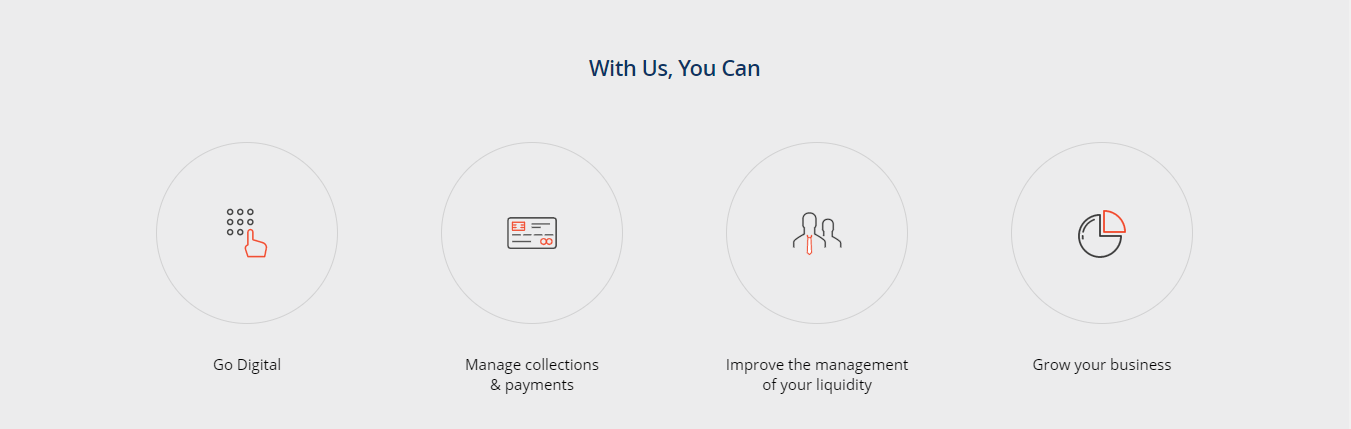 With Us, You Can
Go Digital
Manage collections
& payments
Improve the management
of your liquidity
Grow your business